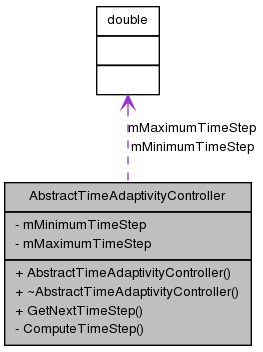 double
mMaximumTimeStep
mMinimumTimeStep
AbstractTimeAdaptivityController
- mMinimumTimeStep
- mMaximumTimeStep
+ AbstractTimeAdaptivityController()
+ ~AbstractTimeAdaptivityController()
+ GetNextTimeStep()
- ComputeTimeStep()